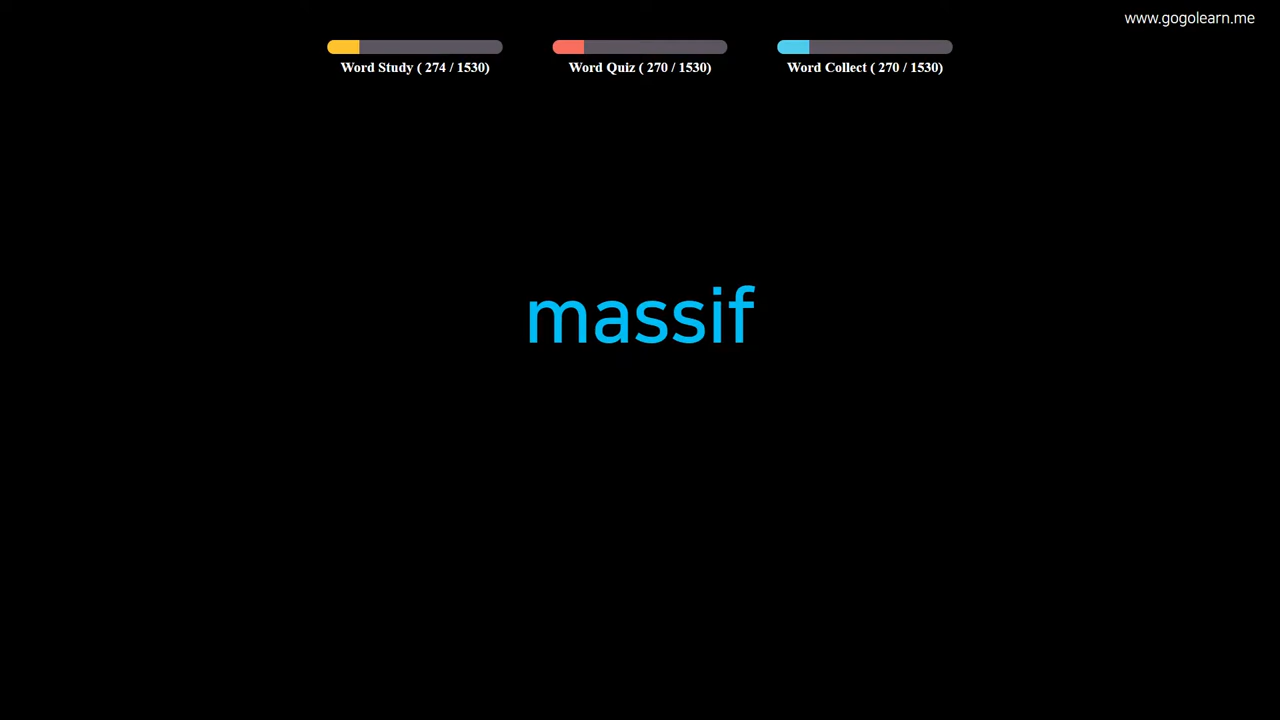 www.gogolearn.me
Word Study ( 274 / 1530)
Word Quiz ( 270 / 1530)
Word Collect ( 270 / 1530)
massif